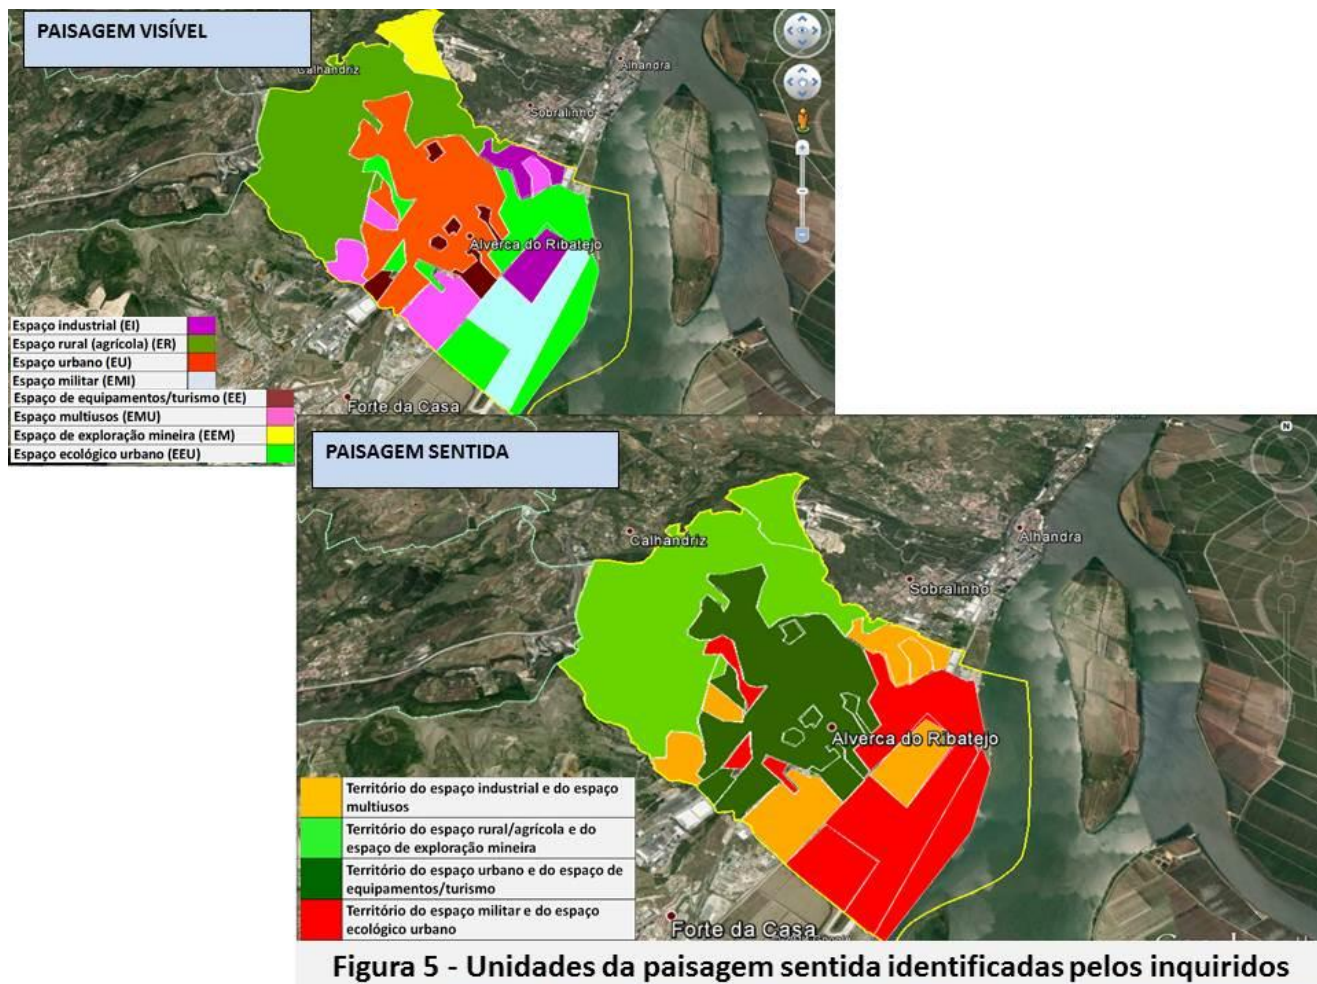 PAISAGEM VISÍVEL
Calhandriz
Alhandra
Sobralinho
Alverca do Ribatejo
Espaço industrial (EI)
Espaço rural (agrícola) (ER)
Espaço urbano (EU)
Espaço militar (EMI)
Espaço de equipamentos/turismo (EE)
Espaço multiusos (EMU)
Espaço de exploração mineira (EEM)
Espaço ecológico urbano (EEU)
Forte da Casa
PAISAGEM SENTIDA
N
Calhandriz
Alhandra
Sobralinho
Alverca do Ribatejo
Território do espaço industrial e do espaço
multiusos
Território do espaço rural/agrícola e do
espaço de exploração mineira
Território do espaço urbano e do espaço de
equipamentos/turismo
Território do espaço militar e do espaço
ecológico urbano
Forte da Casa
Figura 5 - Unidades da paisagem sentida identificadas pelos inquiridos